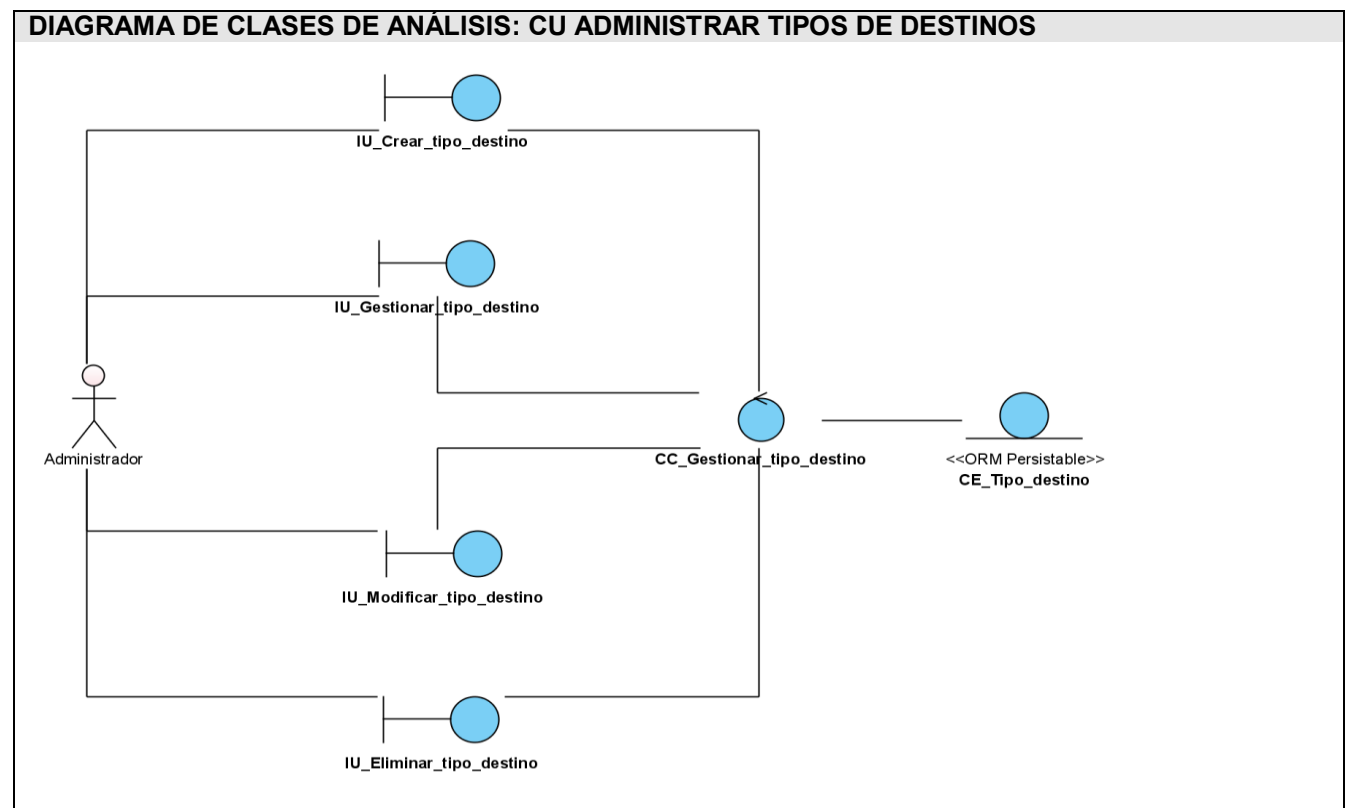 DIAGRAMA DE CLASES DE ANÁLISIS: CU ADMINISTRAR TIPOS DE DESTINOS
IU_Crear_tipo_destino
IU_Gestionar_tipo_destino
Administrador
CC_Gestionar_tipo_destino
<<ORM Persistable>>
CE_Tipo_destino
IU_Modificar_tipo_destino
IU_Eliminar_tipo_destino